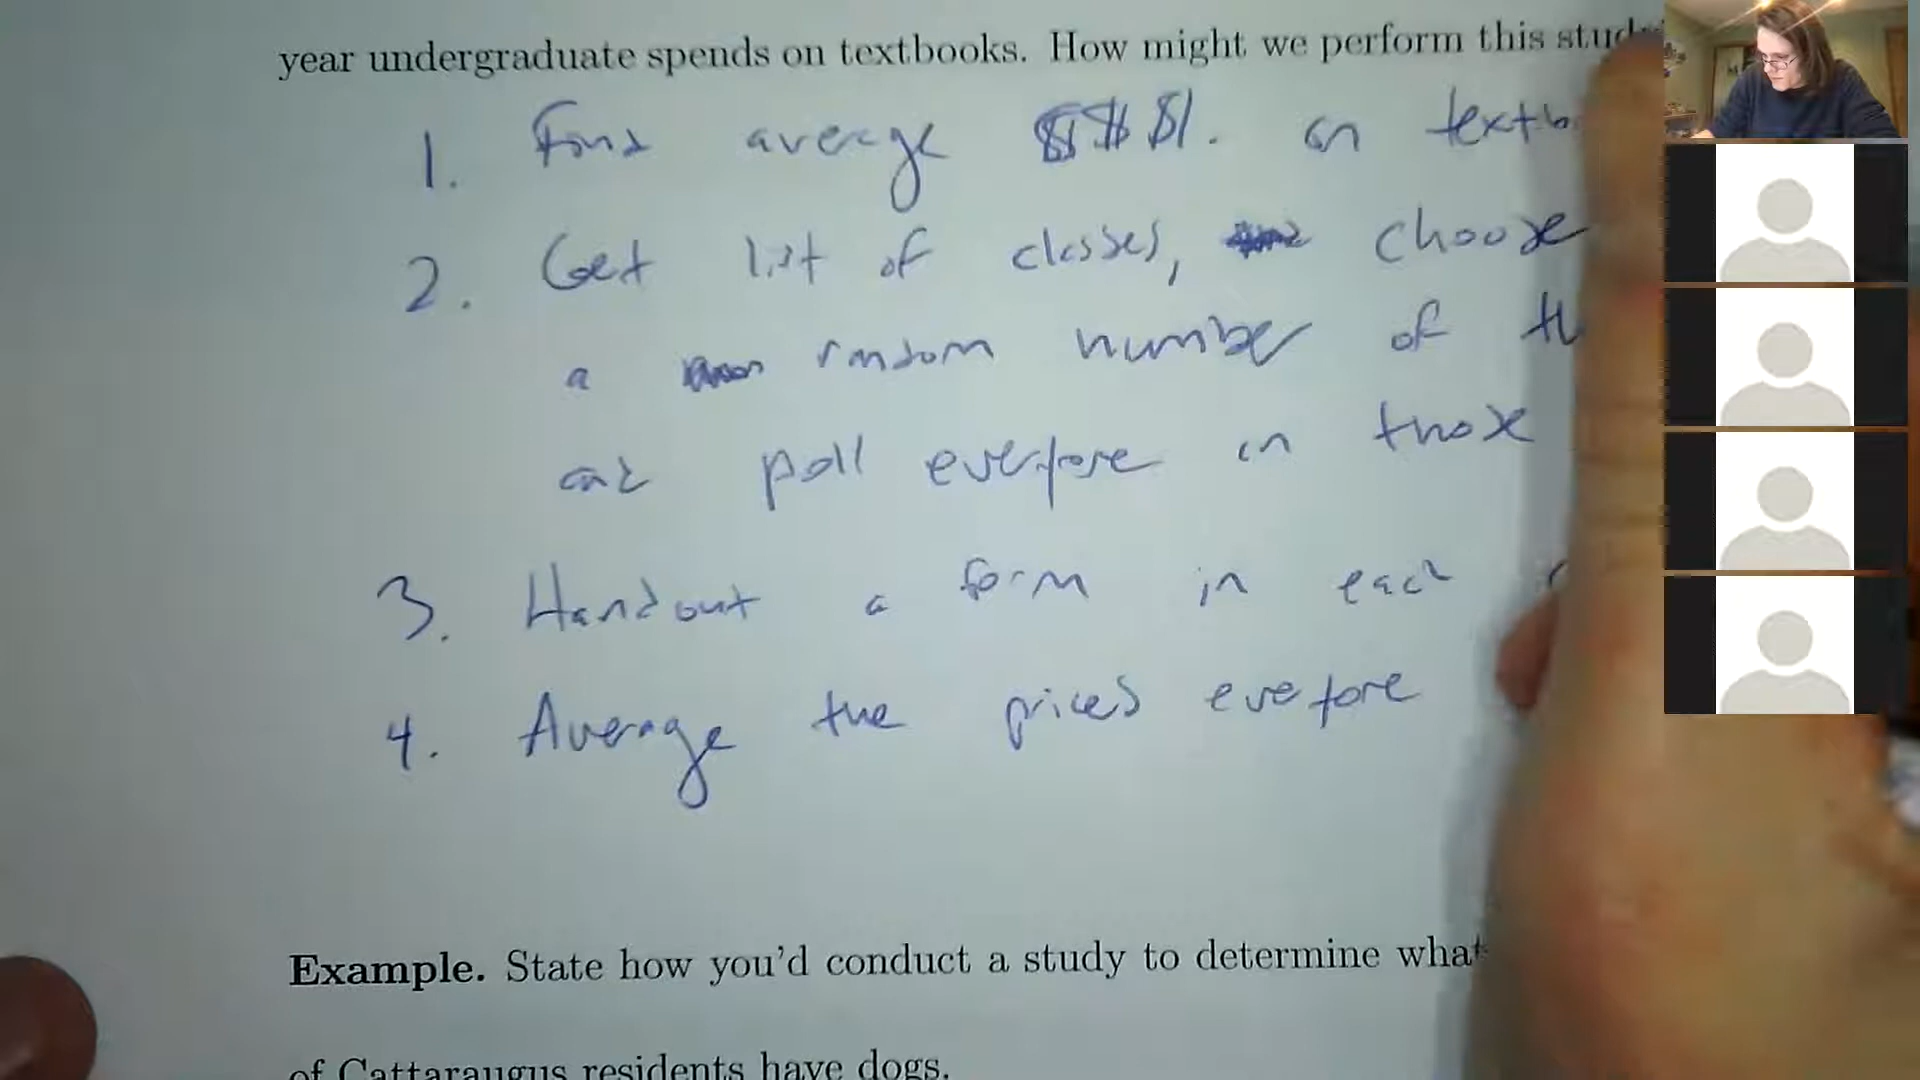 year undergraduate spends on textbooks. How might we perform this stud
1. Find average $$$. on textb
2. Get list of classes, choose
a random number of th
and poll everyone in those
3. Handout a form in each
4. Average the prices everyone
Example. State how you'd conduct a study to determine what
of Cattaraugus residents have dogs.